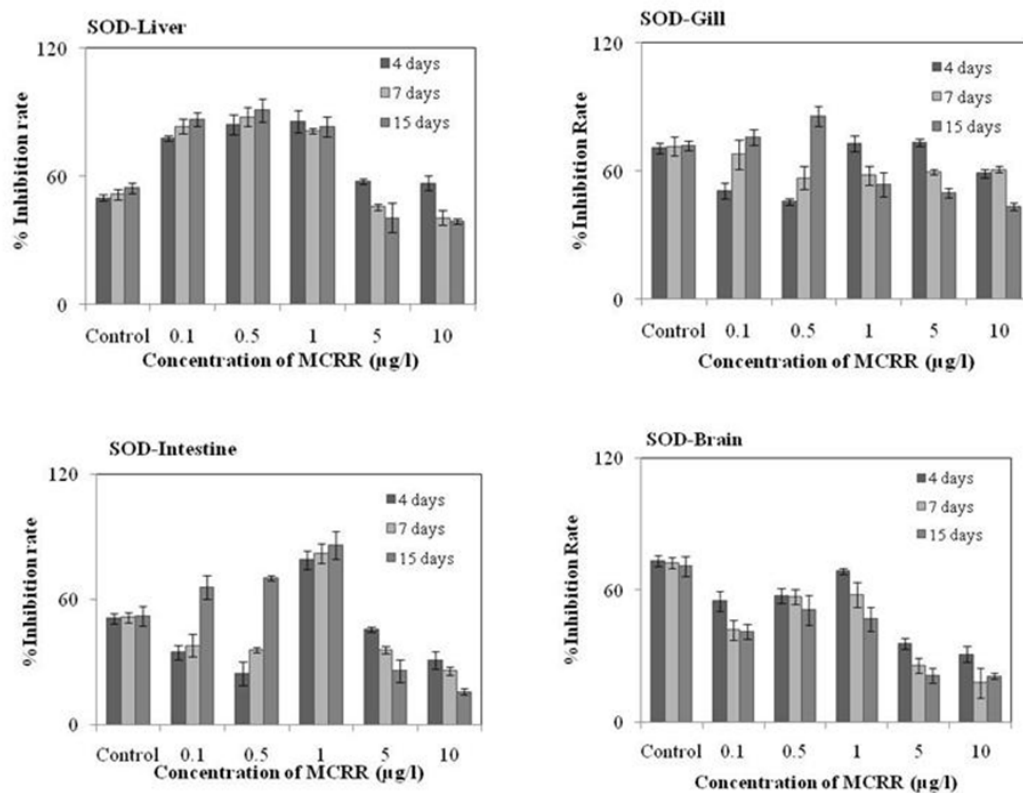 SOD-Liver
120
60
0
% Inhibition rate
4 days
7 days
15 days
Control 0.1 0.5 1 5 10
Concentration of MCRR (µg/l)
SOD-Gill
120
60
0
% Inhibition Rate
4 days
7 days
15 days
Control 0.1 0.5 1 5 10
Concentration of MCRR (µg/l)
SOD-Intestine
120
60
0
% Inhibition rate
4 days
7 days
15 days
Control 0.1 0.5 1 5 10
Concentration of MCRR (µg/l)
SOD-Brain
120
60
0
% Inhibition Rate
4 days
7 days
15 days
Control 0.1 0.5 1 5 10
Concentration of MCRR (µg/l)